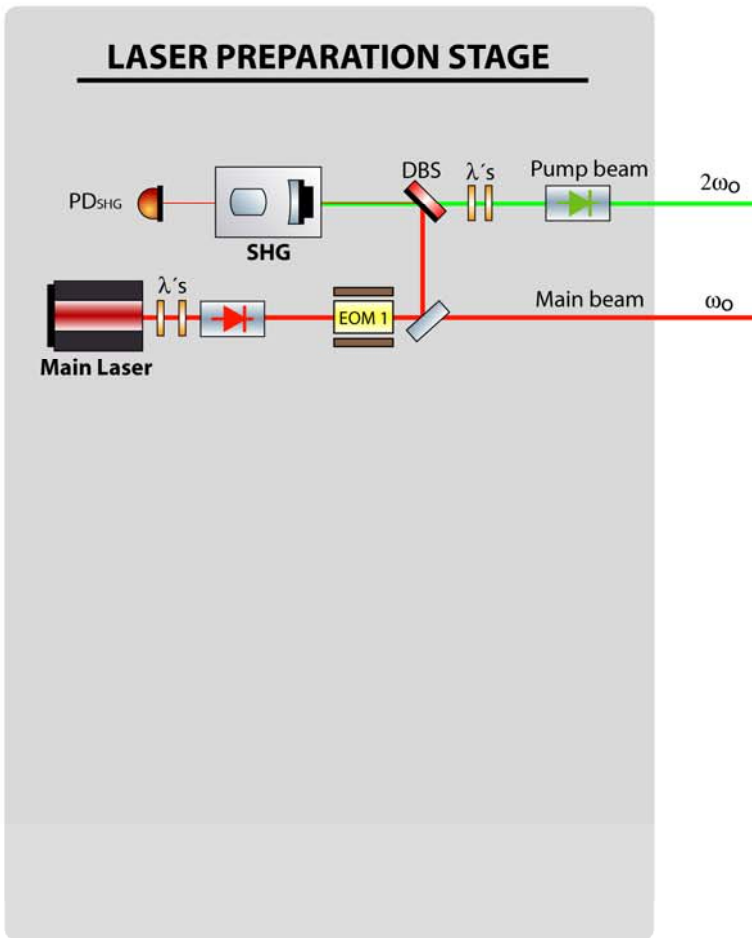 LASER PREPARATION STAGE
DBS
λ´s
Pump beam
2ωo
PDSHG
SHG
λ´s
EOM 1
Main beam
ωo
Main Laser